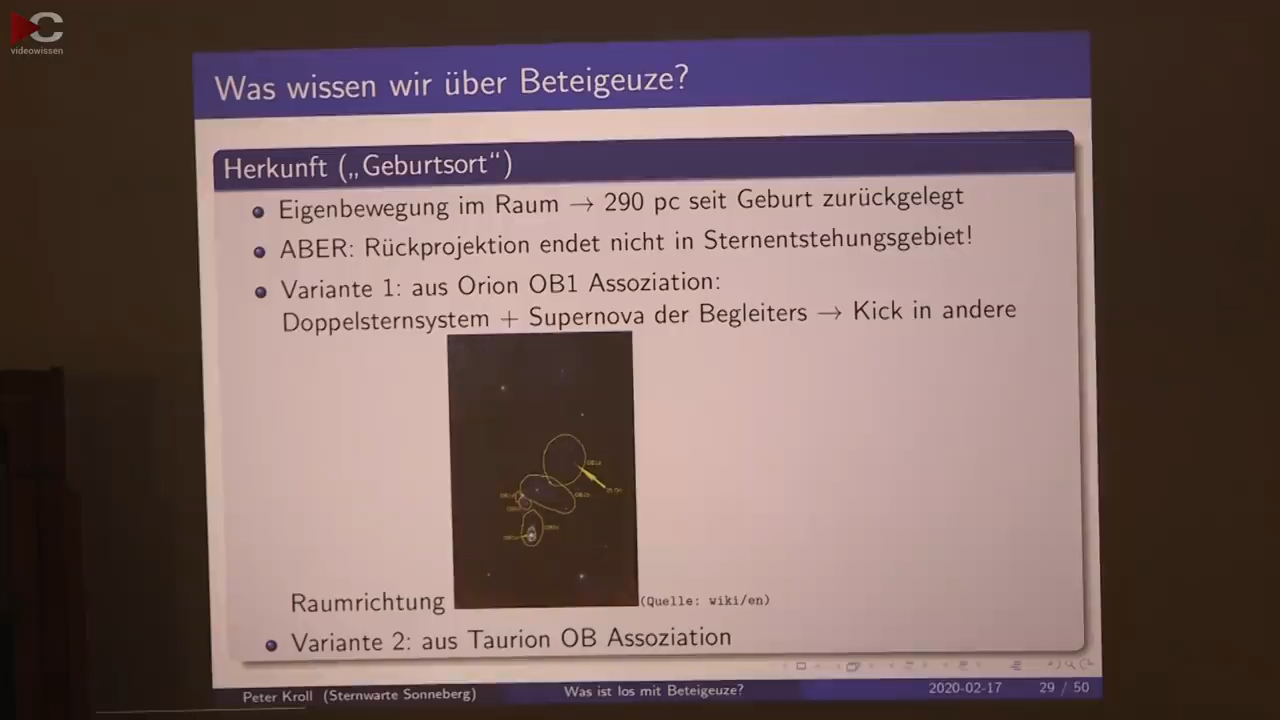 videowissen
Was wissen wir über Beteigeuze?
Herkunft („Geburtsort“)
Eigenbewegung im Raum → 290 pc seit Geburt zurückgelegt
ABER: Rückprojektion endet nicht in Sternentstehungsgebiet!
Variante 1: aus Orion OB1 Assoziation:
Doppelsternsystem + Supernova der Begleiters → Kick in andere
Raumrichtung
(Quelle: wiki/en)
Variante 2: aus Taurion OB Assoziation
Peter Kroll (Sternwarte Sonneberg) Was ist los mit Beteigeuze? 2020-02-17 29 / 50